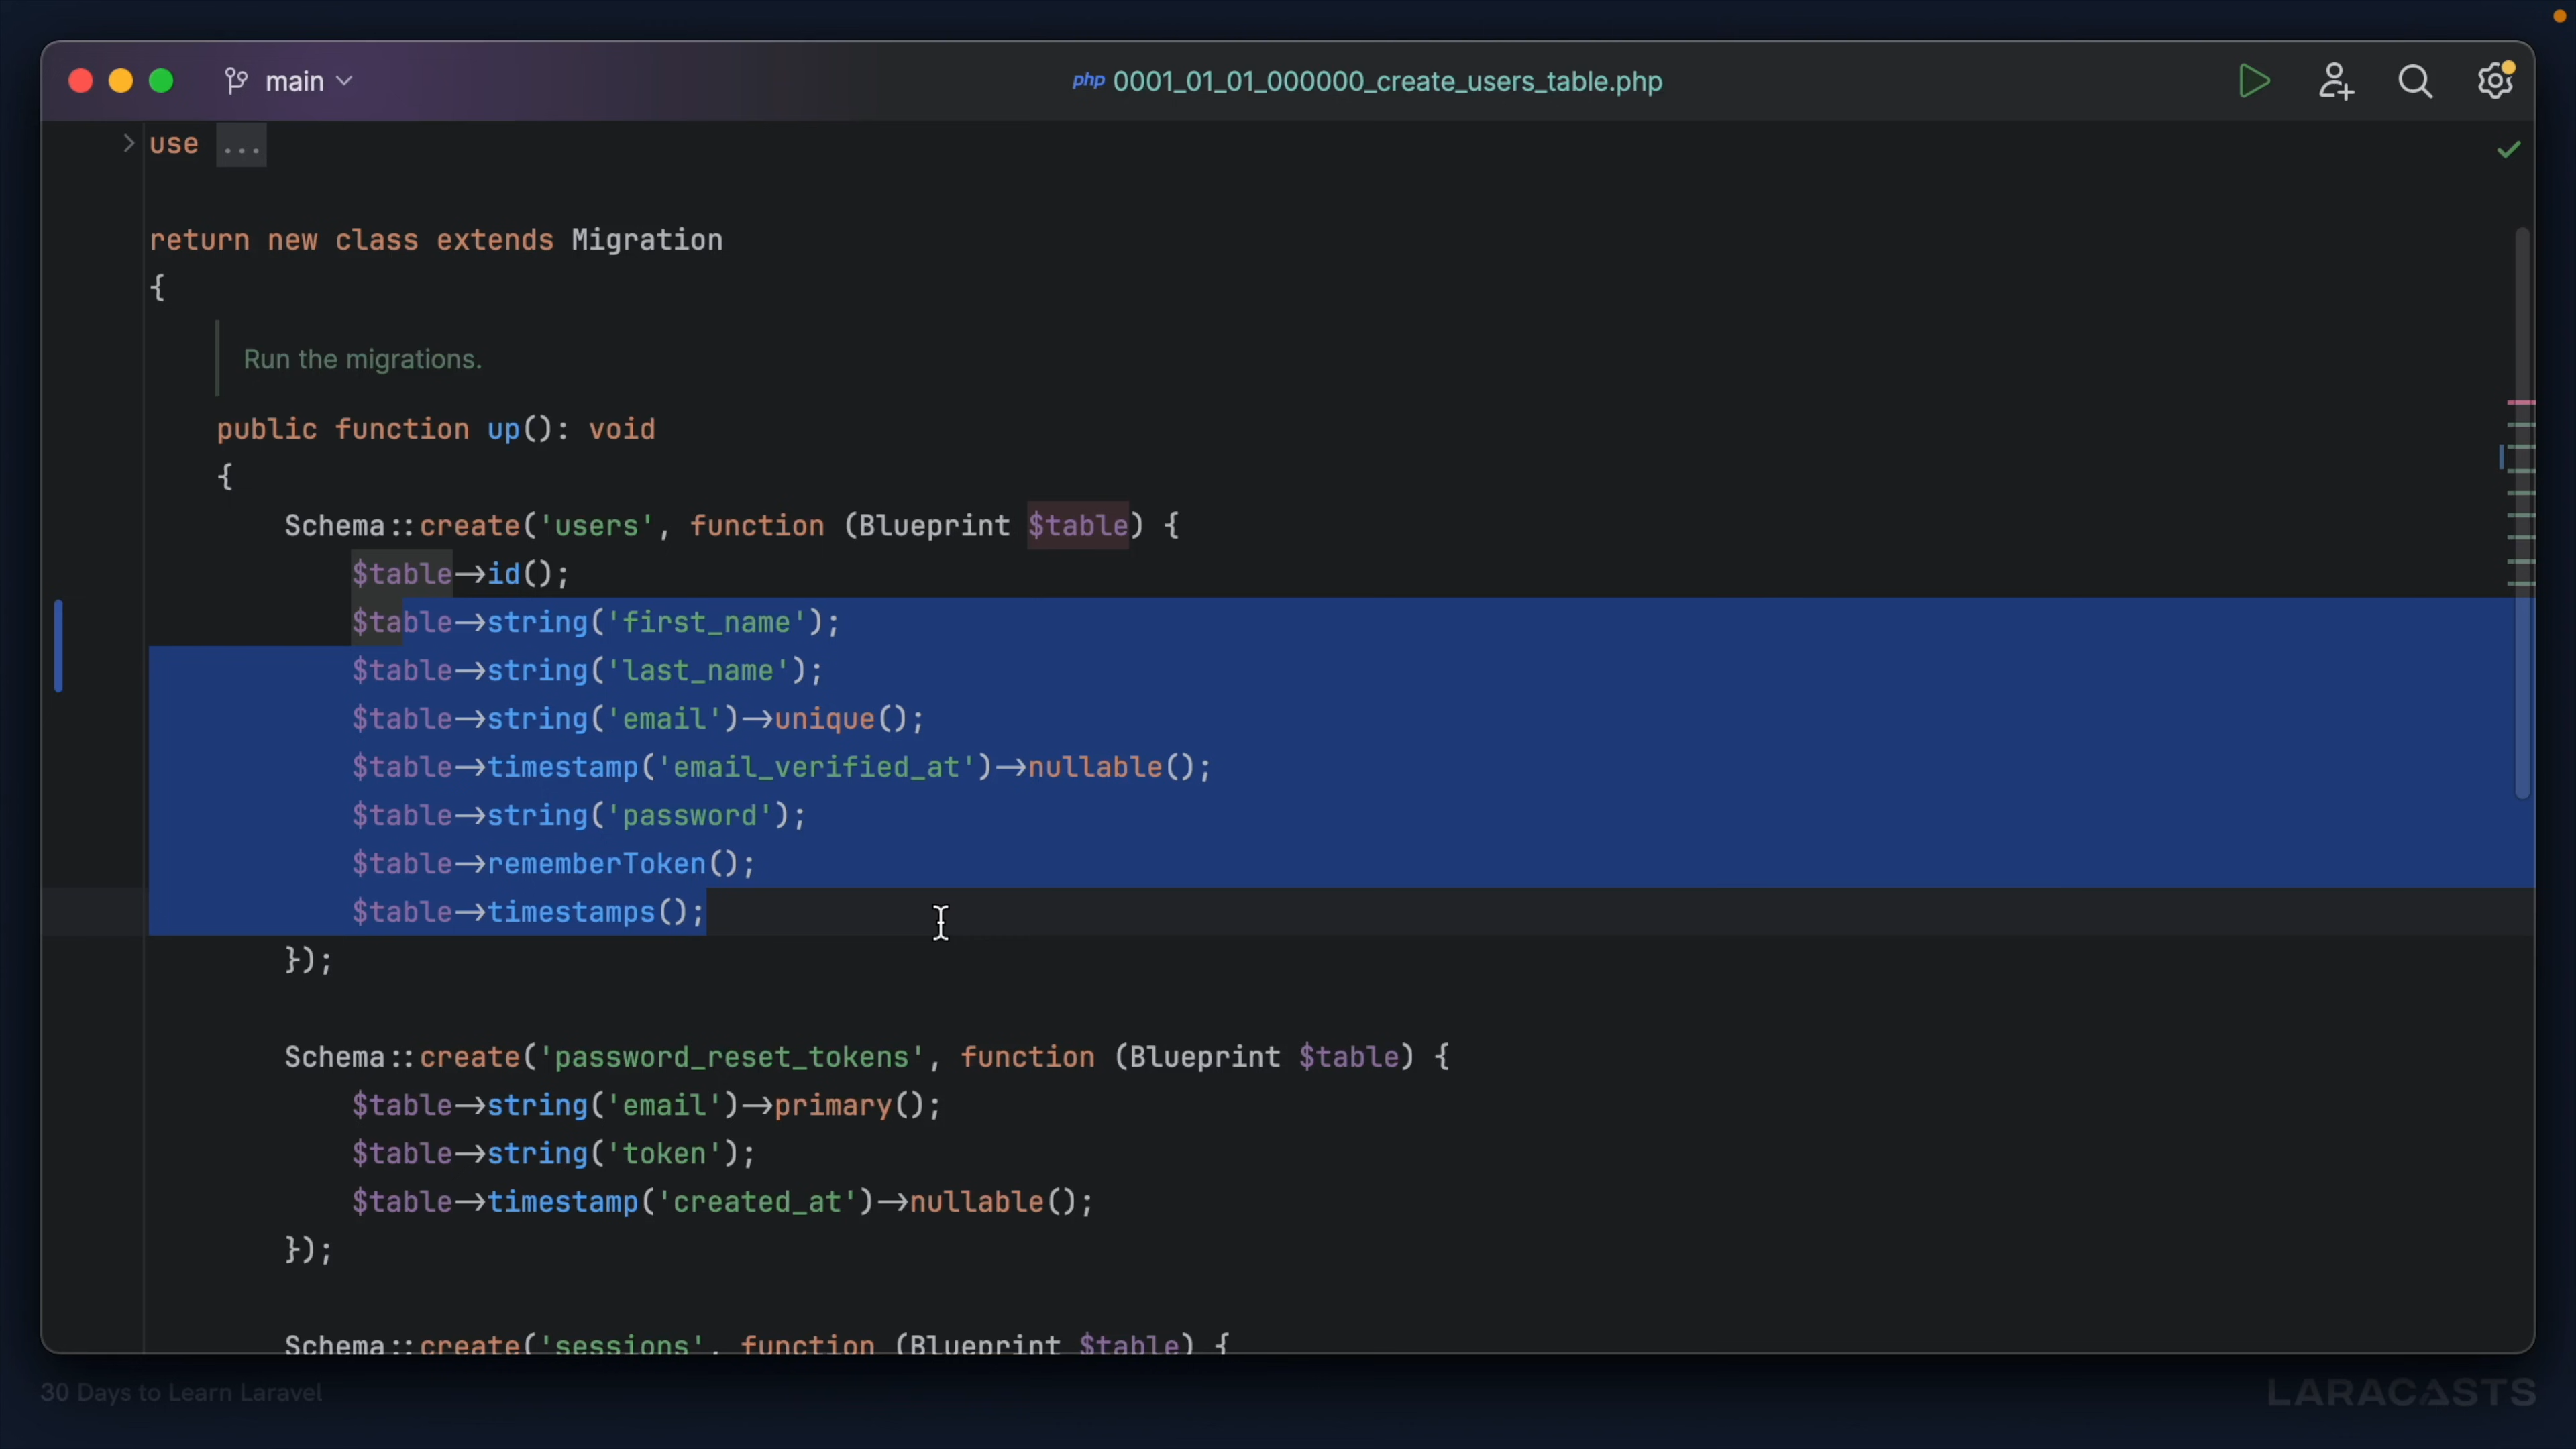 main
php 0001_01_01_000000_create_users_table.php
use ...
return new class extends Migration
{
Run the migrations.
public function up(): void
{
Schema::create('users', function (Blueprint $table) {
$table->id();
$table->string('first_name');
$table->string('last_name');
$table->string('email')->unique();
$table->timestamp('email_verified_at')->nullable();
$table->string('password');
$table->rememberToken();
$table->timestamps();
});
Schema::create('password_reset_tokens', function (Blueprint $table) {
$table->string('email')->primary();
$table->string('token');
$table->timestamp('created_at')->nullable();
});
Schema::create('sessions', function (Blueprint $table) {
30 Days to Learn Laravel
LARACASTS